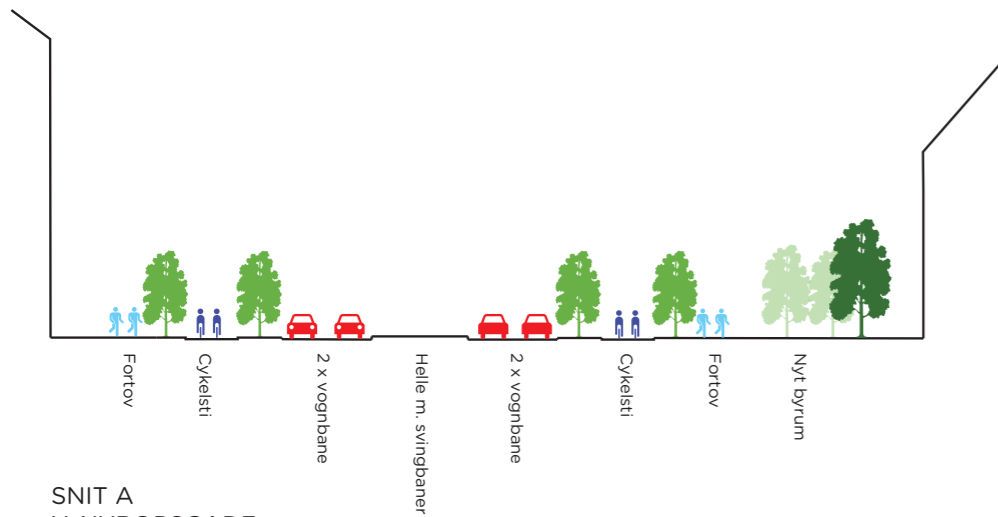 Fortov
Cykelsti
2 x vognbane
Helle m. svingbaner
2 x vognbane
Cykelsti
Fortov
Nyt byrum
SNIT A